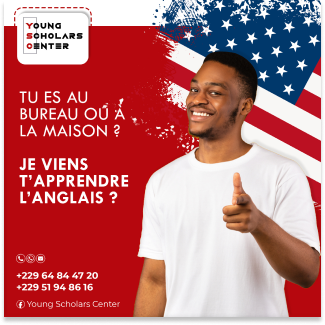 YOUNG
SCHOLARS
CENTER
Y S C
TU ES AU
BUREAU OU À
LA MAISON ?
JE VIENS
T'APPRENDRE
L'ANGLAIS ?
+229 64 84 47 20
+229 51 94 86 16
Young Scholars Center